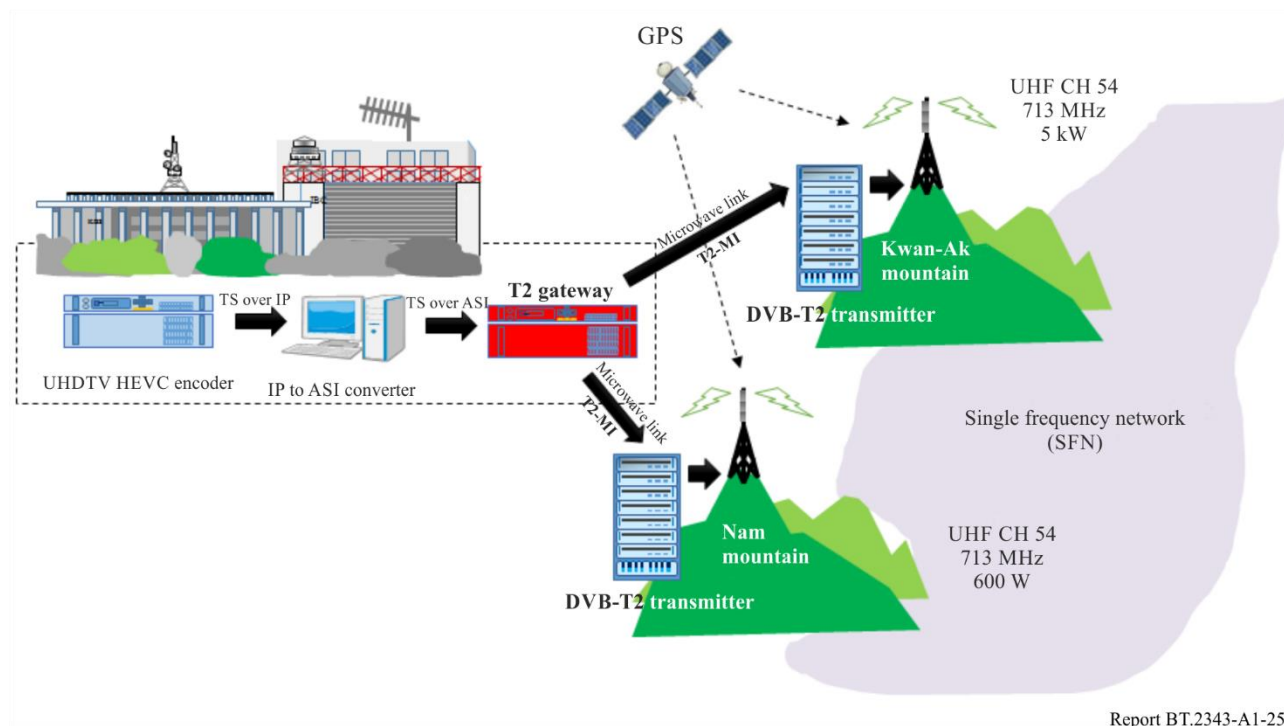 GPS
UHF CH 54
713 MHz
5 kW
Microwave link
T2-MI
Kwan-Ak
mountain
DVB-T2 transmitter
TS over IP
TS over ASI
T2 gateway
UHDTV HEVC encoder
IP to ASI converter
Microwave link
T2-MI
Single frequency network
(SFN)
Nam
mountain
UHF CH 54
713 MHz
600 W
DVB-T2 transmitter
Report BT.2343-A1-25